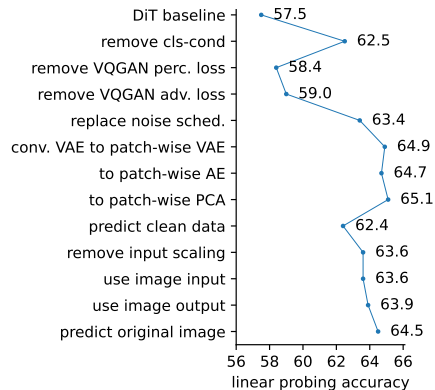 DiT baseline 57.5
remove cls-cond 62.5
remove VQGAN perc. loss 58.4
remove VQGAN adv. loss 59.0
replace noise sched. 63.4
conv. VAE to patch-wise VAE 64.9
to patch-wise AE 64.7
to patch-wise PCA 65.1
predict clean data 62.4
remove input scaling 63.6
use image input 63.6
use image output 63.9
predict original image 64.5
56 58 60 62 64 66
linear probing accuracy